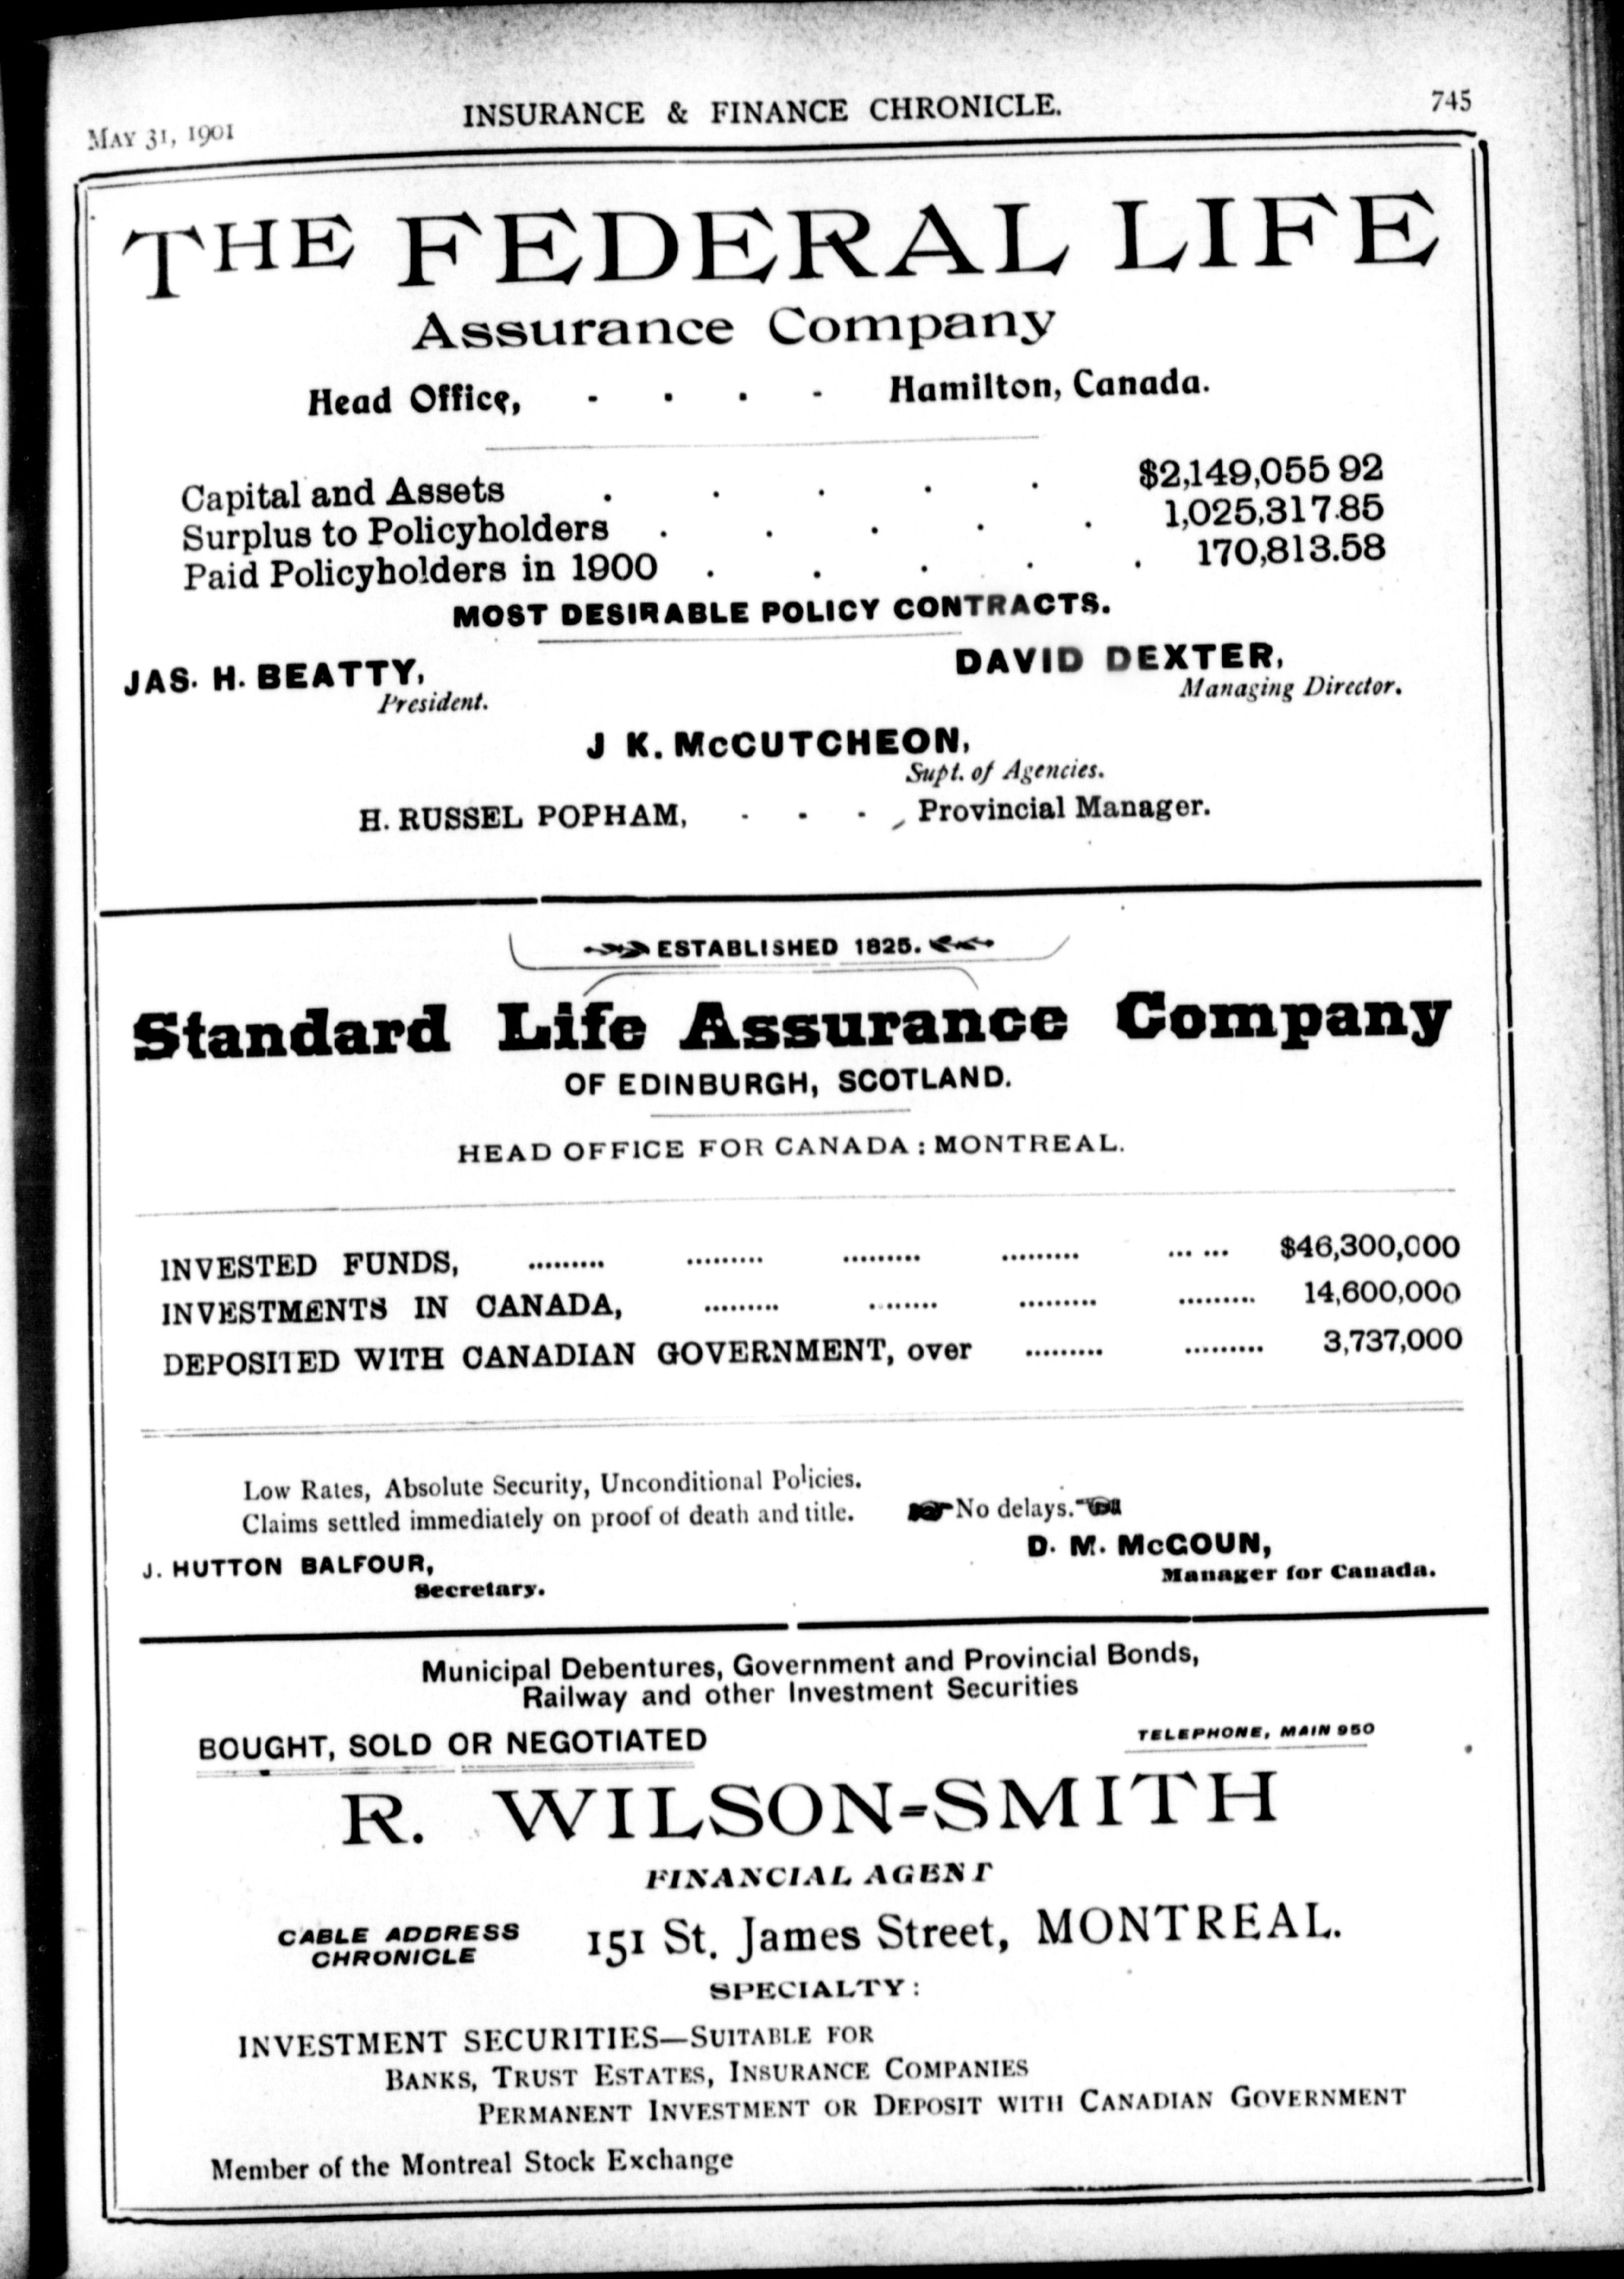 MAY 31, 1901 INSURANCE & FINANCE CHRONICLE. 745
THE FEDERAL LIFE
Assurance Company
Head Office, - - - - Hamilton, Canada.
Capital and Assets . . . . . $2,149,055 92
Surplus to Policyholders . . . . . 1,025,317.85
Paid Policyholders in 1900 . . . . . 170,813.58
MOST DESIRABLE POLICY CONTRACTS.
JAS. H. BEATTY, DAVID DEXTER,
President. Managing Director.
J K. McCUTCHEON,
Supt. of Agencies.
H. RUSSEL POPHAM, - - - Provincial Manager.
ESTABLISHED 1825.
Standard Life Assurance Company
OF EDINBURGH, SCOTLAND.
HEAD OFFICE FOR CANADA : MONTREAL.
INVESTED FUNDS, ......... ......... ......... ......... ... ... $46,300,000
INVESTMENTS IN CANADA, ......... ........ ......... ......... 14,600,000
DEPOSITED WITH CANADIAN GOVERNMENT, over ......... ......... 3,737,000
Low Rates, Absolute Security, Unconditional Policies.
Claims settled immediately on proof of death and title. No delays.
J. HUTTON BALFOUR, D. M. McGOUN,
Secretary. Manager for Canada.
Municipal Debentures, Government and Provincial Bonds,
Railway and other Investment Securities
BOUGHT, SOLD OR NEGOTIATED TELEPHONE, MAIN 950
R. WILSON-SMITH
FINANCIAL AGENT
CABLE ADDRESS
CHRONICLE
151 St. James Street, MONTREAL.
SPECIALTY:
INVESTMENT SECURITIES—SUITABLE FOR
BANKS, TRUST ESTATES, INSURANCE COMPANIES
PERMANENT INVESTMENT OR DEPOSIT WITH CANADIAN GOVERNMENT
Member of the Montreal Stock Exchange